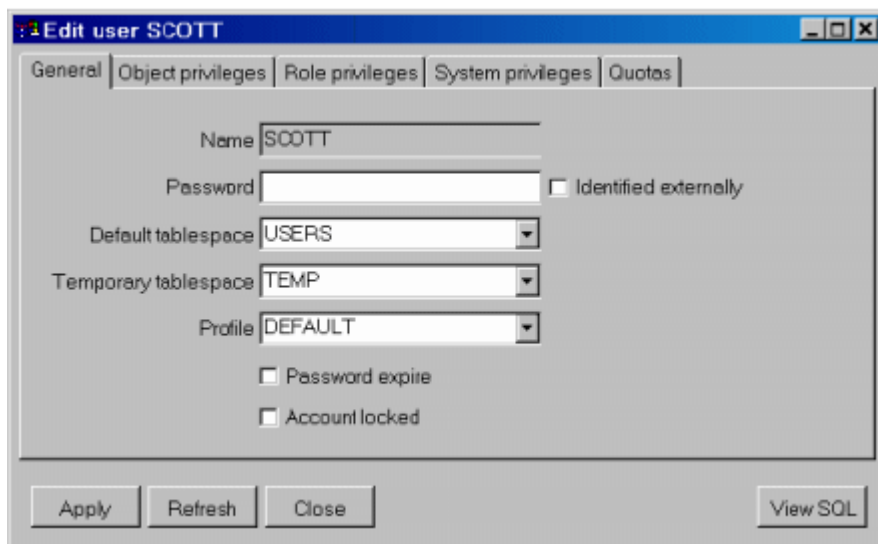 Edit user SCOTT
General Object privileges Role privileges System privileges Quotas
Name SCOTT
Password Identified externally
Default tablespace USERS
Temporary tablespace TEMP
Profile DEFAULT
Password expire
Account locked
Apply Refresh Close View SQL